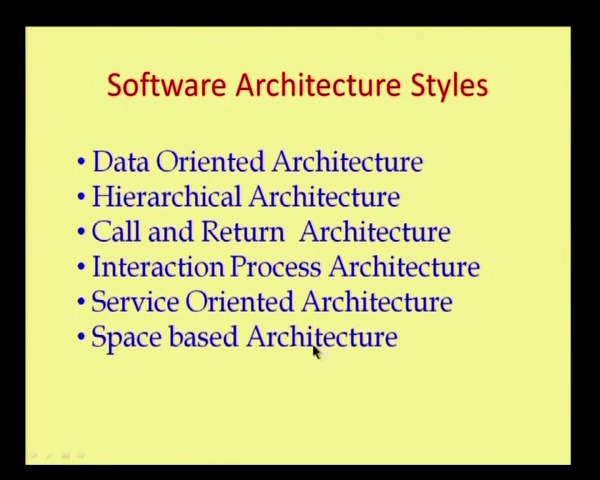 Software Architecture Styles
• Data Oriented Architecture
• Hierarchical Architecture
• Call and Return Architecture
• Interaction Process Architecture
• Service Oriented Architecture
• Space based Architecture